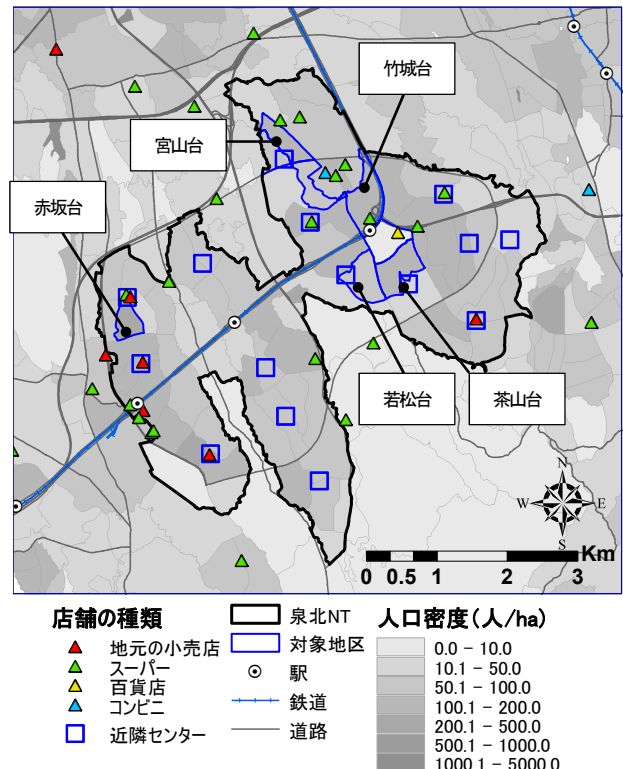 竹城台
宮山台
赤坂台
若松台
茶山台
N
W E
S
Km
0 0.5 1 2 3
店舗の種類
地元の小売店
スーパー
百貨店
コンビニ
近隣センター
泉北NT
対象地区
駅
鉄道
道路
人口密度(人/ha)
0.0 - 10.0
10.1 - 50.0
50.1 - 100.0
100.1 - 200.0
200.1 - 500.0
500.1 - 1000.0
1000.1 - 5000.0